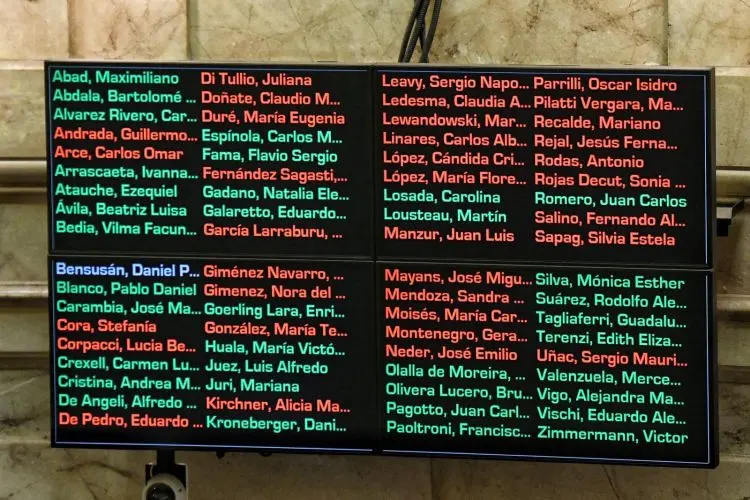 Abad, Maximiliano
Abdala, Bartolomé ...
Alvarez Rivero, Car...
Andrada, Guillermo...
Arce, Carlos Omar
Arrascaeta, Ivanna...
Atauche, Ezequiel
Ávila, Beatriz Luisa
Bedia, Vilma Facun...
Di Tullio, Juliana
Doñate, Claudio M...
Duré, María Eugenia
Espínola, Carlos M...
Fama, Flavio Sergio
Fernández Sagasti,...
Gadano, Natalia Ele...
Galaretto, Eduardo...
García Larraburu, ...
Leavy, Sergio Napo...
Ledesma, Claudia A...
Lewandowski, Mar...
Linares, Carlos Alb...
López, Cándida Cri...
López, María Flore...
Losada, Carolina
Lousteau, Martín
Manzur, Juan Luis
Parrilli, Oscar Isidro
Pilatti Vergara, Ma...
Recalde, Mariano
Rejal, Jesús Ferna...
Rodas, Antonio
Rojas Decut, Sonia ...
Romero, Juan Carlos
Salino, Fernando Al...
Sapag, Silvia Estela
Bensusán, Daniel P...
Blanco, Pablo Daniel
Carambia, José Ma...
Cora, Stefanía
Corpacci, Lucia Be...
Crexell, Carmen Lu...
Cristina, Andrea M...
De Angeli, Alfredo ...
De Pedro, Eduardo ...
Giménez Navarro, ...
Gimenez, Nora del ...
Goerling Lara, Enri...
González, María Te...
Huala, María Victó...
Juez, Luis Alfredo
Juri, Mariana
Kirchner, Alicia Ma...
Kroneberger, Dani...
Mayans, José Migu...
Mendoza, Sandra ...
Moisés, María Car...
Montenegro, Gera...
Neder, José Emilio
Olalla de Moreira, ...
Olivera Lucero, Bru...
Pagotto, Juan Carl...
Paoltroni, Francisc...
Silva, Mónica Esther
Suárez, Rodolfo Ale...
Tagliaferri, Guadalu...
Terenzi, Edith Eliza...
Uñac, Sergio Mauri...
Valenzuela, Merce...
Vigo, Alejandra Ma...
Vischi, Eduardo Ale...
Zimmermann, Victor